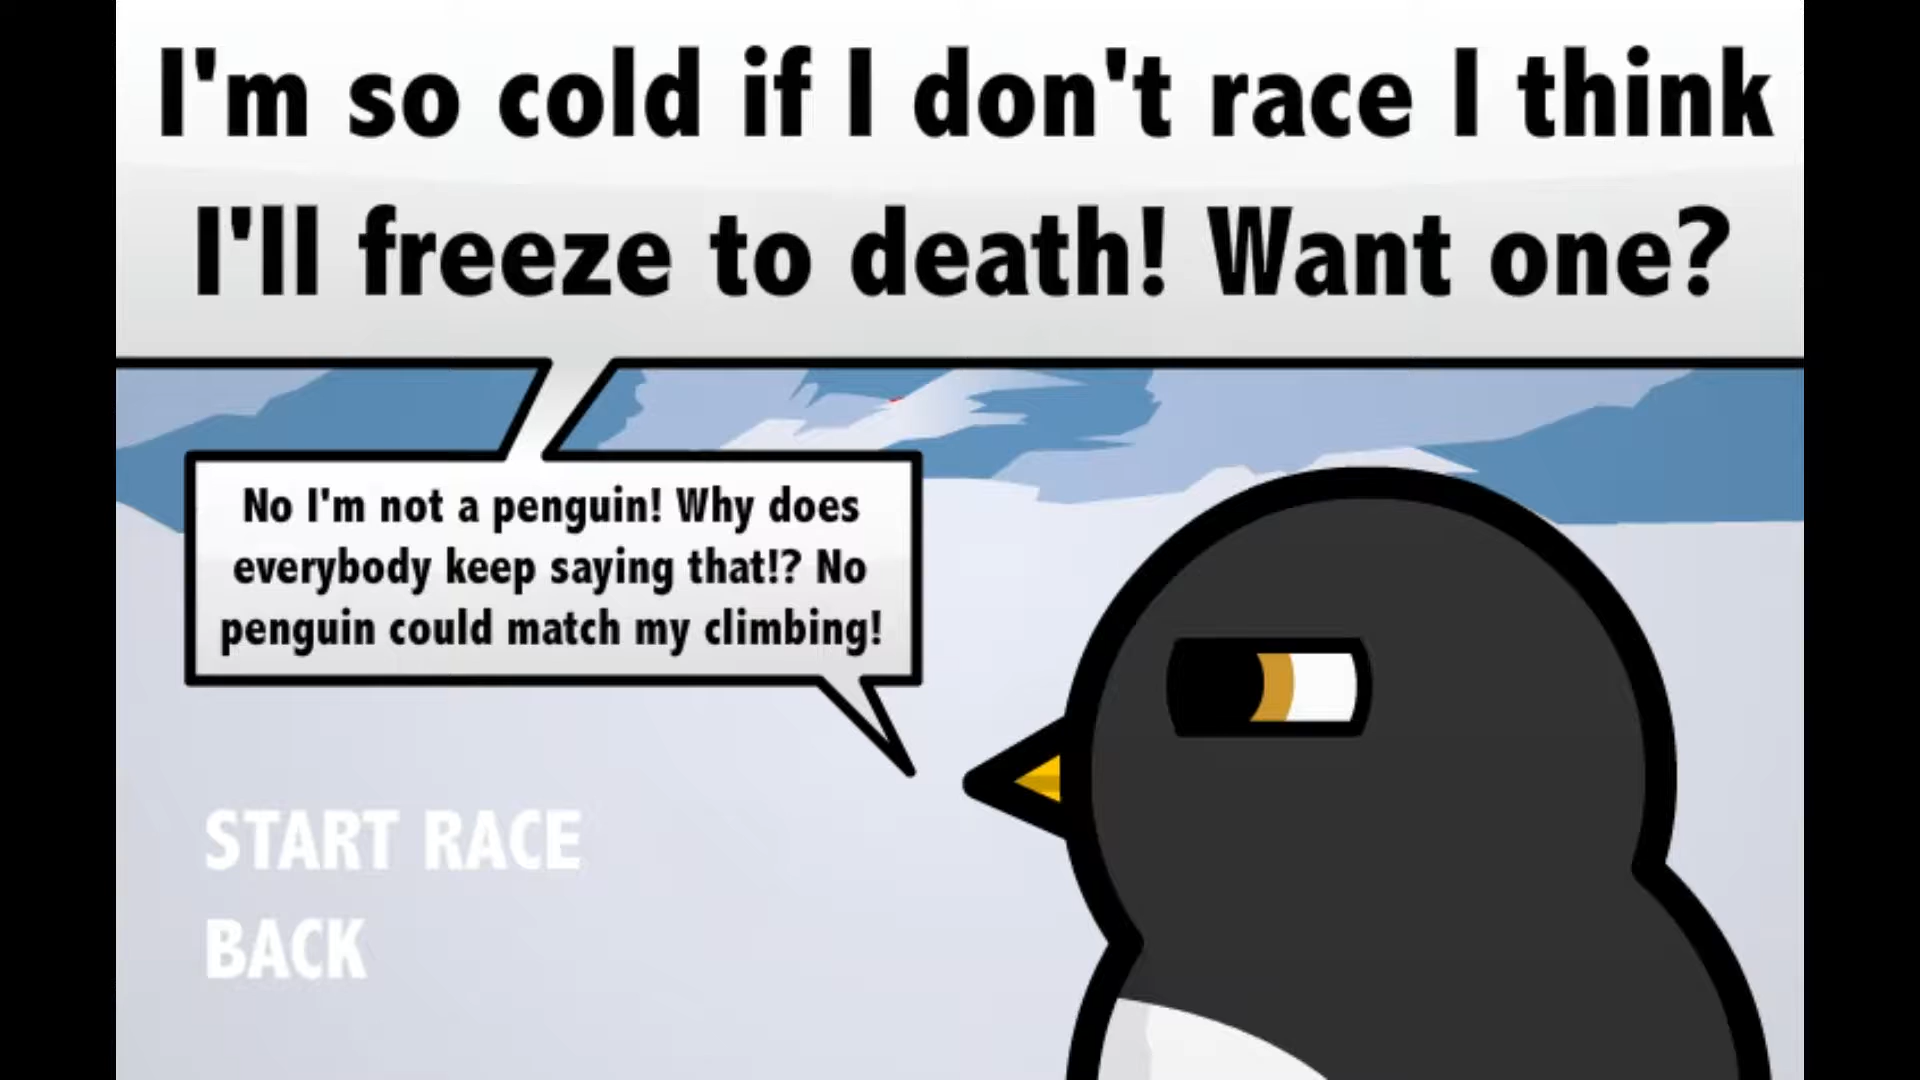 I'm so cold if I don't race I think
I'll freeze to death! Want one?
No I'm not a penguin! Why does
everybody keep saying that!? No
penguin could match my climbing!
START RACE
BACK